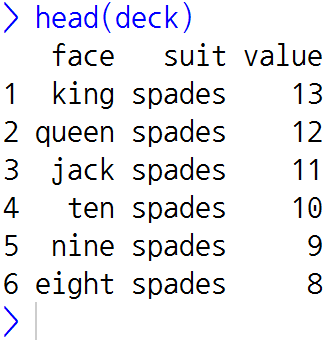 > head(deck)
face suit value
1 king spades 13
2 queen spades 12
3 jack spades 11
4 ten spades 10
5 nine spades 9
6 eight spades 8
>